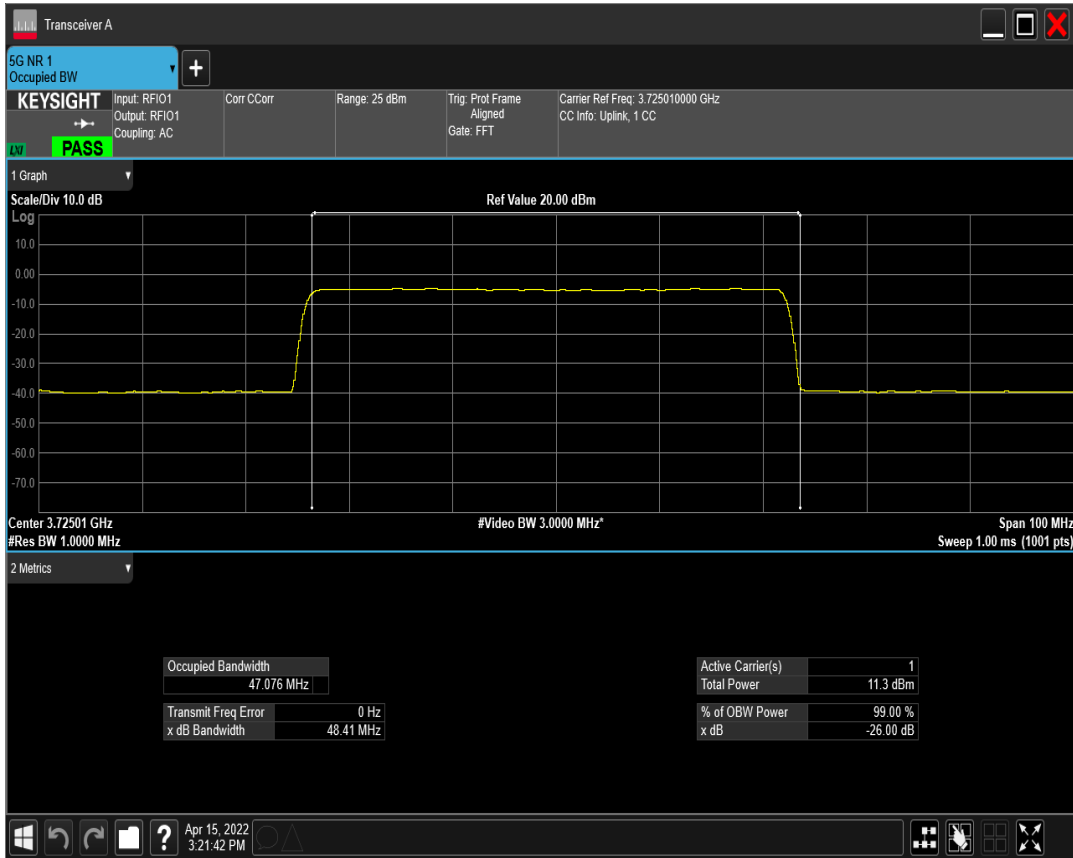 Transceiver A
5G NR 1
Occupied BW
KEYSIGHT
LXI
PASS
Input: RFIO1
Output: RFIO1
Coupling: AC
Corr CCorr
Range: 25 dBm
Trig: Prot Frame
Aligned
Gate: FFT
Carrier Ref Freq: 3.725010000 GHz
CC Info: Uplink, 1 CC
1 Graph
Scale/Div 10.0 dB
Ref Value 20.00 dBm
Log
10.0
0.00
-10.0
-20.0
-30.0
-40.0
-50.0
-60.0
-70.0
Center 3.72501 GHz
#Video BW 3.0000 MHz*
Span 100 MHz
#Res BW 1.0000 MHz
Sweep 1.00 ms (1001 pts)
2 Metrics
Occupied Bandwidth
47.076 MHz
Transmit Freq Error 0 Hz
x dB Bandwidth 48.41 MHz
Active Carrier(s) 1
Total Power 11.3 dBm
% of OBW Power 99.00 %
x dB -26.00 dB
?
Apr 15, 2022
3:21:42 PM